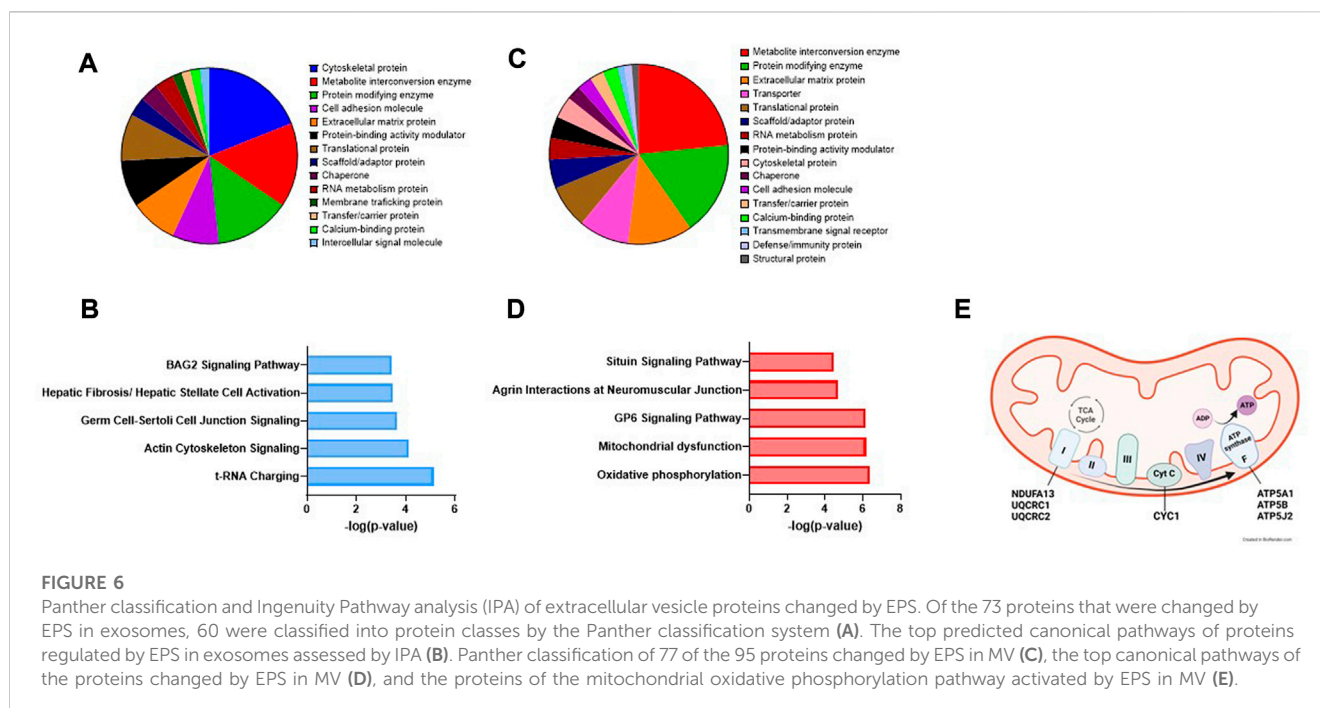 A
Cytoskeletal protein
Metabolite interconversion enzyme
Protein modifying enzyme
Cell adhesion molecule
Extracellular matrix protein
Protein-binding activity modulator
Translational protein
Scaffold/adaptor protein
Chaperone
RNA metabolism protein
Membrane traficking protein
Transfer/carrier protein
Calcium-binding protein
Intercellular signal molecule
C
Metabolite interconversion enzyme
Protein modifying enzyme
Extracellular matrix protein
Transporter
Translational protein
Scaffold/adaptor protein
RNA metabolism protein
Protein-binding activity modulator
Cytoskeletal protein
Chaperone
Cell adhesion molecule
Transfer/carrier protein
Calcium-binding protein
Transmembrane signal receptor
Defense/immunity protein
Structural protein
B
BAG2 Signaling Pathway
Hepatic Fibrosis/ Hepatic Stellate Cell Activation
Germ Cell-Sertoli Cell Junction Signaling
Actin Cytoskeleton Signaling
t-RNA Charging
0 2 4 6
-log(p-value)
D
Situin Signaling Pathway
Agrin Interactions at Neuromuscular Junction
GP6 Signaling Pathway
Mitochondrial dysfunction
Oxidative phosphorylation
0 2 4 6 8
-log(p-value)
E
TCA
Cycle
ADP
ATP
I
II
III
Cyt C
IV
ATP
synthase
F
NDUFA13
UQCRC1
UQCRC2
CYC1
ATP5A1
ATP5B
ATP5J2
Created in BioRender.com
FIGURE 6
Panther classification and Ingenuity Pathway analysis (IPA) of extracellular vesicle proteins changed by EPS. Of the 73 proteins that were changed by
EPS in exosomes, 60 were classified into protein classes by the Panther classification system (A). The top predicted canonical pathways of proteins
regulated by EPS in exosomes assessed by IPA (B). Panther classification of 77 of the 95 proteins changed by EPS in MV (C), the top canonical pathways of
the proteins changed by EPS in MV (D), and the proteins of the mitochondrial oxidative phosphorylation pathway activated by EPS in MV (E).